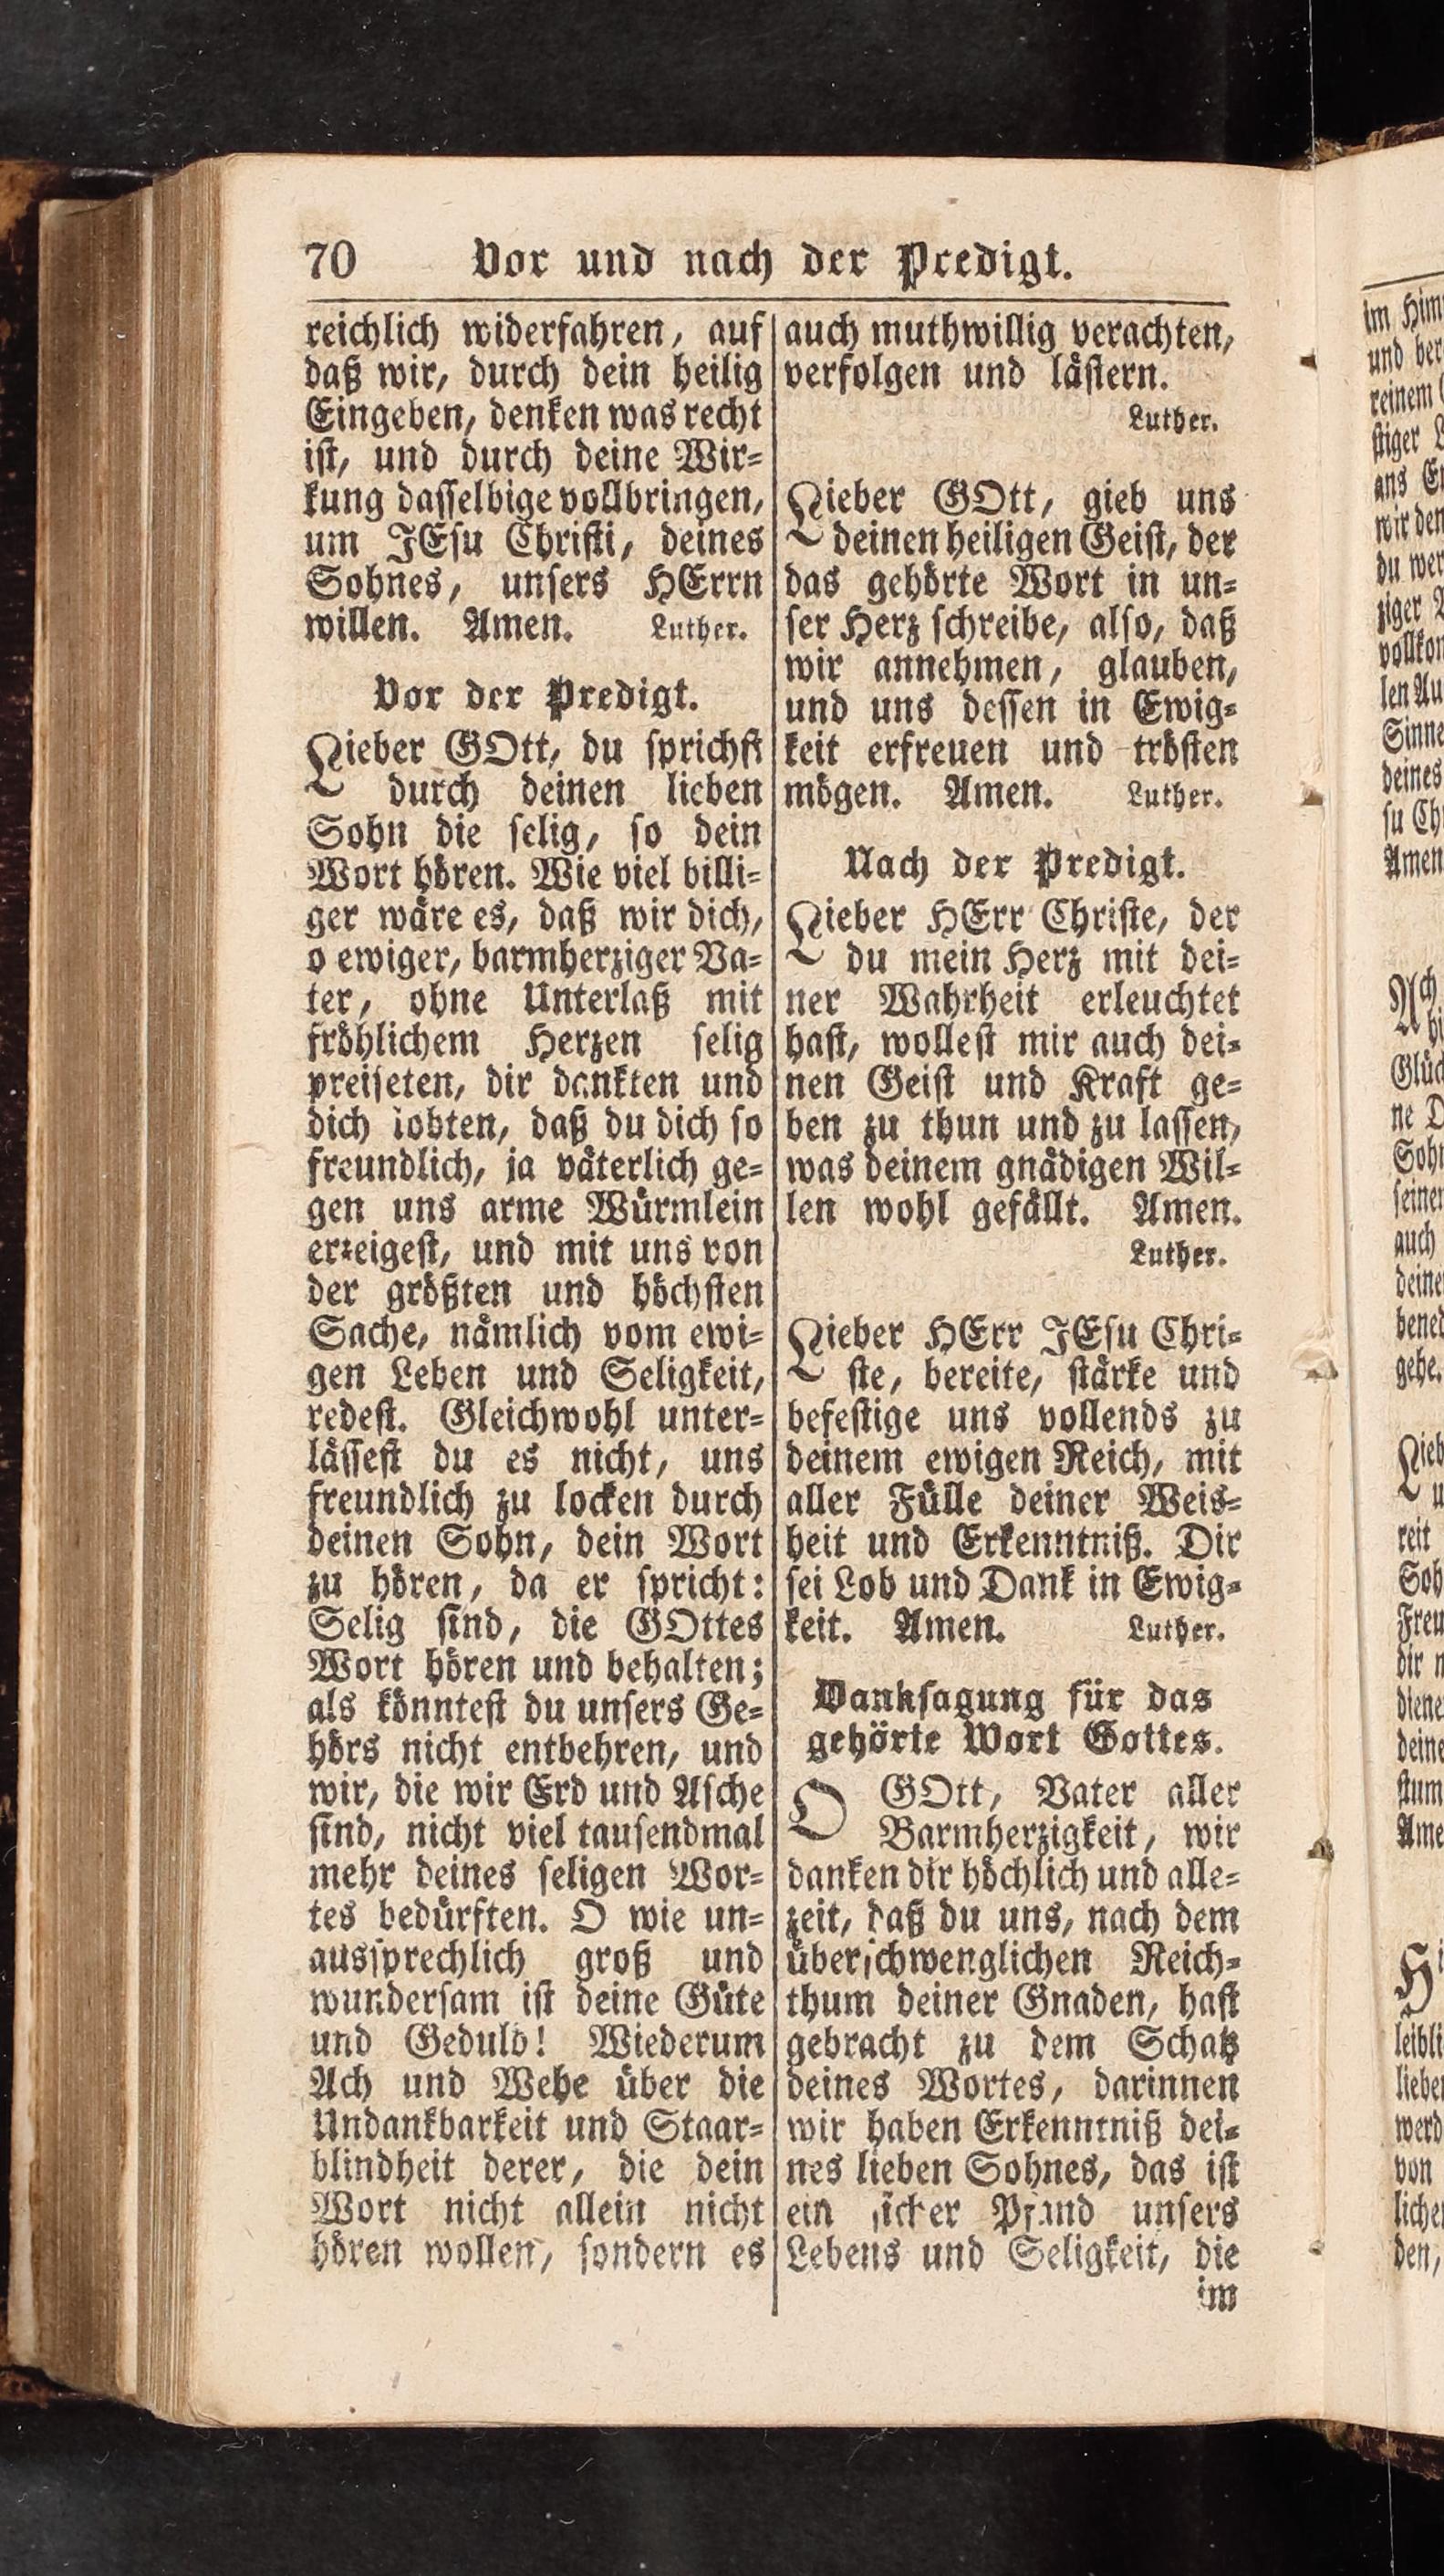 70 Vor und nach der Predigt.
reichlich widerfahren, auf
daß wir, durch dein heilig
Eingeben, denken was recht
ist, und durch deine Wir-
kung dasselbige vollbringen,
um JEsu Christi, deines
Sohnes, unsers HErrn
willen. Amen. Luther.
Vor der Predigt.
Lieber GOtt, du sprichst
durch deinen lieben
Sohn die selig, so dein
Wort hören. Wie viel billi-
ger wäre es, daß wir dich,
o ewiger, barmherziger Va-
ter, ohne Unterlaß mit
fröhlichem Herzen selig
preiseten, dir dankten und
dich lobten, daß du dich so
freundlich, ja väterlich ge-
gen uns arme Würmlein
erzeigest, und mit uns von
der größten und höchsten
Sache, nämlich vom ewi-
gen Leben und Seligkeit,
redest. Gleichwohl unter-
lässest du es nicht, uns
freundlich zu locken durch
deinen Sohn, dein Wort
zu hören, da er spricht:
Selig sind, die GOttes
Wort hören und behalten;
als könntest du unsers Ge-
hörs nicht entbehren, und
wir, die wir Erd und Asche
sind, nicht viel tausendmal
mehr deines seligen Wor-
tes bedürften. O wie un-
aussprechlich groß und
wundersam ist deine Güte
und Geduld! Wiederum
Ach und Wehe über die
Undankbarkeit und Staar-
blindheit derer, die dein
Wort nicht allein nicht
hören wollen, sondern es
auch muthwillig verachten,
verfolgen und lästern.
Luther.
Lieber GOtt, gieb uns
deinen heiligen Geist, der
das gehörte Wort in un-
ser Herz schreibe, also, daß
wir annehmen, glauben,
und uns dessen in Ewig-
keit erfreuen und trösten
mögen. Amen. Luther.
Nach der Predigt.
Lieber HErr Christe, der
du mein Herz mit dei-
ner Wahrheit erleuchtet
hast, wollest mir auch dei-
nen Geist und Kraft ge-
ben zu thun und zu lassen,
was deinem gnädigen Wil-
len wohl gefällt. Amen.
Luther.
Lieber HErr JEsu Chri-
ste, bereite, stärke und
befestige uns vollends zu
deinem ewigen Reich, mit
aller Fülle deiner Weis-
heit und Erkenntniß. Dir
sei Lob und Dank in Ewig-
keit. Amen. Luther.
Danksagung für das
gehörte Wort Gottes.
O GOtt, Vater aller
Barmherzigkeit, wir
danken dir höchlich und alle-
zeit, daß du uns, nach dem
überschwenglichen Reich-
thum deiner Gnaden, hast
gebracht zu dem Schatz
deines Wortes, darinnen
wir haben Erkenntniß dei-
nes lieben Sohnes, das ist
ein sicher Pfand unsers
Lebens und Seligkeit, die
im